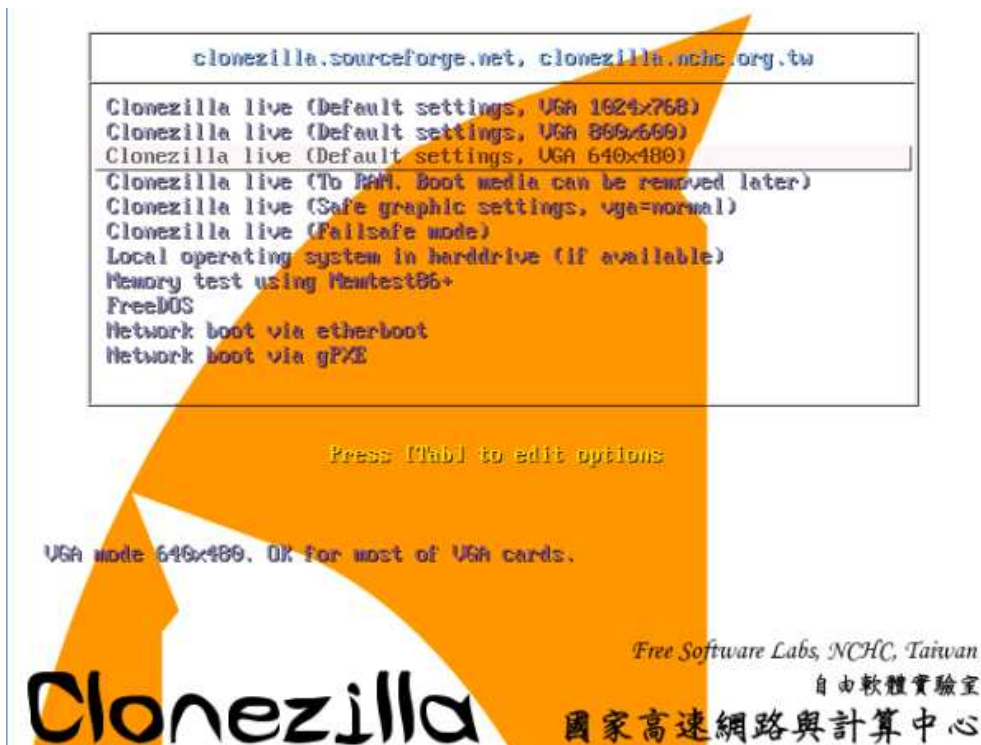 clonezilla.sourceforge.net, clonezilla.nchc.org.tw
Clonezilla live (Default settings, VGA 1024x768)
Clonezilla live (Default settings, VGA 800x600)
Clonezilla live (Default settings, VGA 640x480)
Clonezilla live (To RAM. Boot media can be removed later)
Clonezilla live (Safe graphic settings, vga=normal)
Clonezilla live (Failsafe mode)
Local operating system in harddrive (if available)
Memory test using Memtest86+
FreeDOS
Network boot via etherboot
Network boot via gPXE
Press [Tab] to edit options
VGA mode 640x480. OK for most of VGA cards.
Free Software Labs, NCHC, Taiwan
自由軟體實驗室
Clonezilla
國家高速網路與計算中心